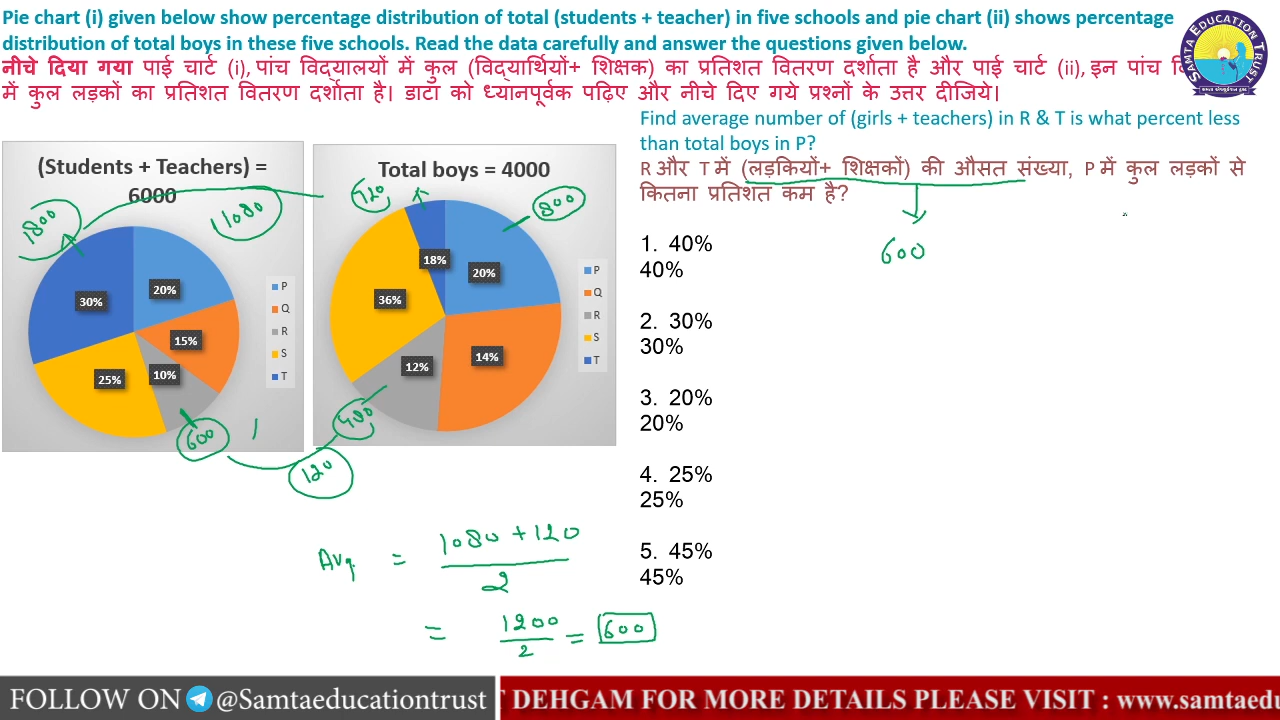 Pie chart (i) given below show percentage distribution of total (students + teacher) in five schools and pie chart (ii) shows percentage
distribution of total boys in these five schools. Read the data carefully and answer the questions given below.
नीचे दिया गया पाई चार्ट (i), पांच विद्यालयों में कुल (विद्यार्थियों+ शिक्षक) का प्रतिशत वितरण दर्शाता है और पाई चार्ट (ii), इन पांच
में कुल लड़कों का प्रतिशत वितरण दर्शाता है। डाटा को ध्यानपूर्वक पढ़िए और नीचे दिए गये प्रश्नों के उत्तर दीजिये।
SAMTA EDUCATION TRUST
Find average number of (girls + teachers) in R & T is what percent less
than total boys in P?
R और T में (लड़कियों+ शिक्षकों) की औसत संख्या, P में कुल लड़कों से
कितना प्रतिशत कम है?
600
1. 40%
40%
2. 30%
30%
3. 20%
20%
4. 25%
25%
5. 45%
45%
(Students + Teachers) =
6000
1800
1080
20%
15%
10%
25%
30%
P
Q
R
S
T
600
Total boys = 4000
720
800
20%
14%
12%
36%
18%
P
Q
R
S
T
480
120
Avg = 1080 + 120
2
= 1200 = 600
2
FOLLOW ON @Samtaeducationtrust
T DEHGAM FOR MORE DETAILS PLEASE VISIT : www.samtaedu